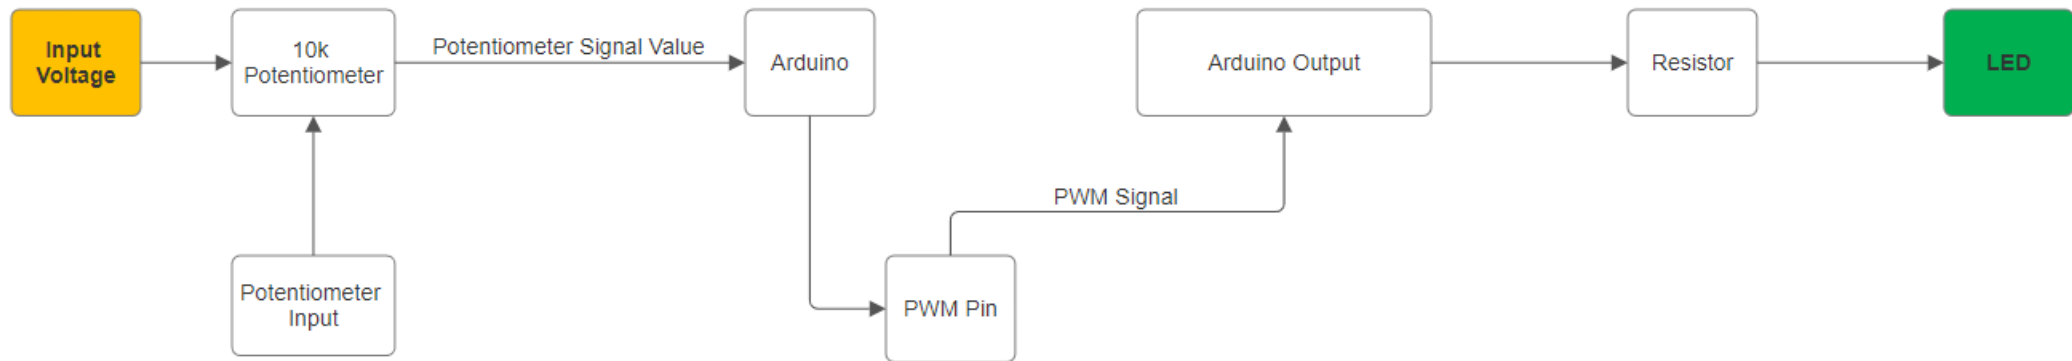 Input
Voltage
10k
Potentiometer
Potentiometer Signal Value
Arduino
Arduino Output
Resistor
LED
PWM Signal
Potentiometer
Input
PWM Pin